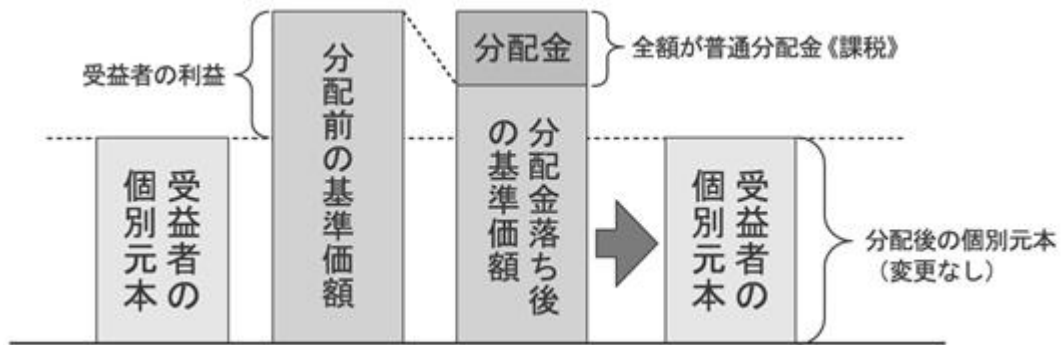 受益者の利益
受益者の
個別元本
分配前の基準価額
分配金
全額が普通分配金《課税》
分配金落ち後
の基準価額
受益者の
個別元本
分配後の個別元本
（変更なし）